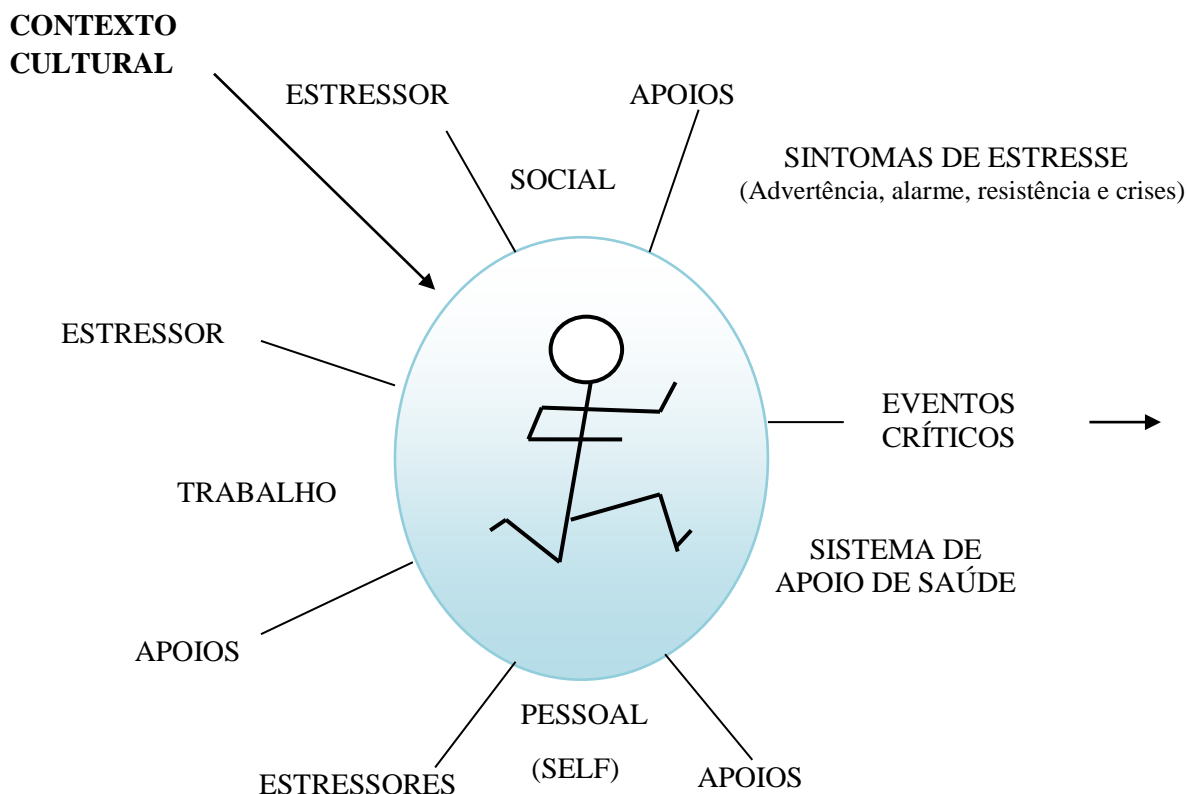 CONTEXTO
CULTURAL
ESTRESSOR
APOIOS
SOCIAL
SINTOMAS DE ESTRESSE
(Advertência, alarme, resistência e crises)
ESTRESSOR
EVENTOS
CRÍTICOS
TRABALHO
SISTEMA DE
APOIO DE SAÚDE
APOIOS
PESSOAL
(SELF)
ESTRESSORES
APOIOS